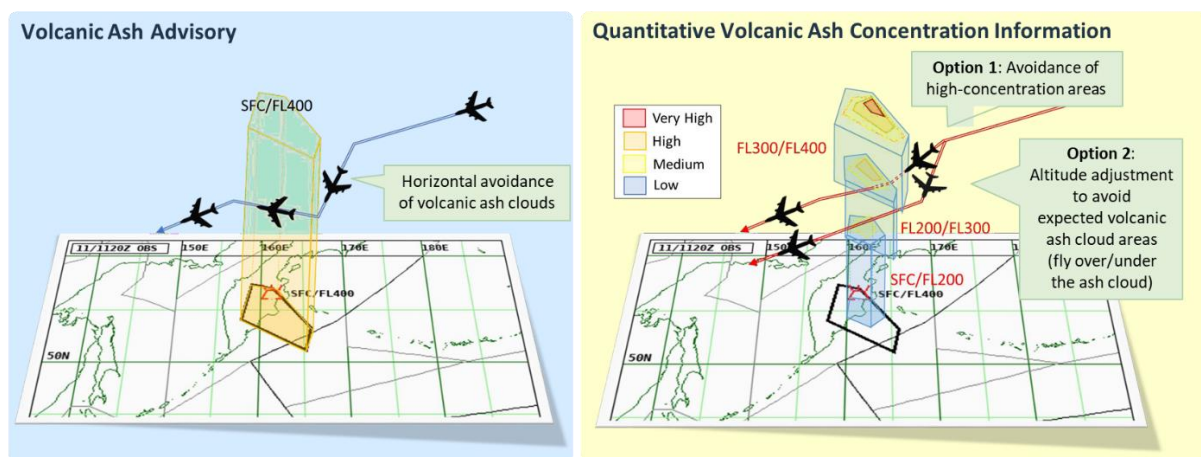 Volcanic Ash Advisory
SFC/FL400
Horizontal avoidance
of volcanic ash clouds
11/1120Z OBS
150E
160E
170E
180E
SFC/FL400
50N
Quantitative Volcanic Ash Concentration Information
Option 1: Avoidance of
high-concentration areas
Very High
High
Medium
Low
FL300/FL400
Option 2:
Altitude adjustment
to avoid
expected volcanic
ash cloud areas
(fly over/under
the ash cloud)
FL200/FL300
11/1120Z OBS
160E
170E
SFC/FL200
SFC/FL400
50N